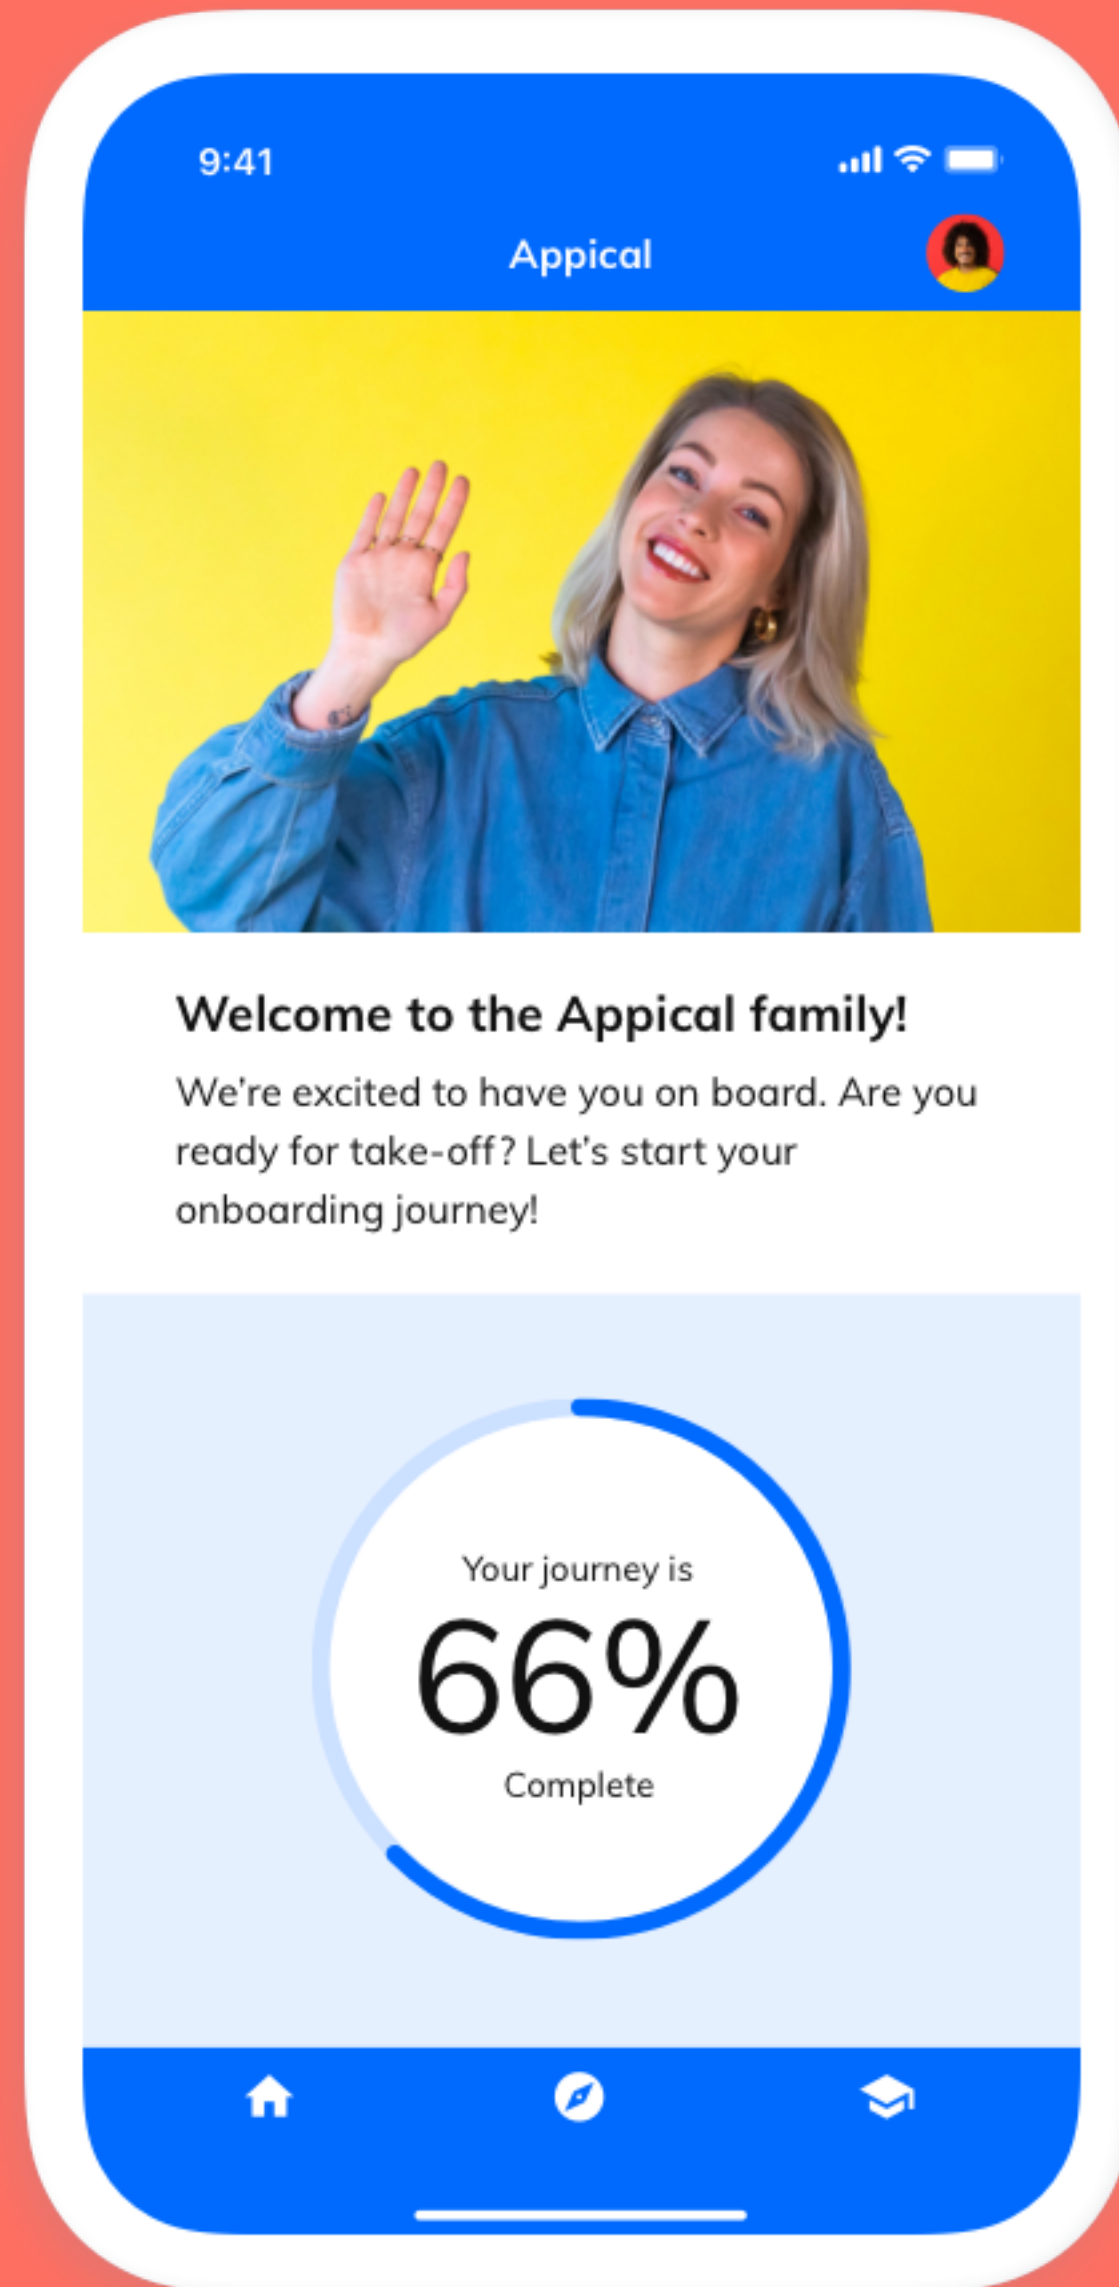 9:41
Appical
Welcome to the Appical family!
We're excited to have you on board. Are you
ready for take-off? Let's start your
onboarding journey!
Your journey is
66%
Complete